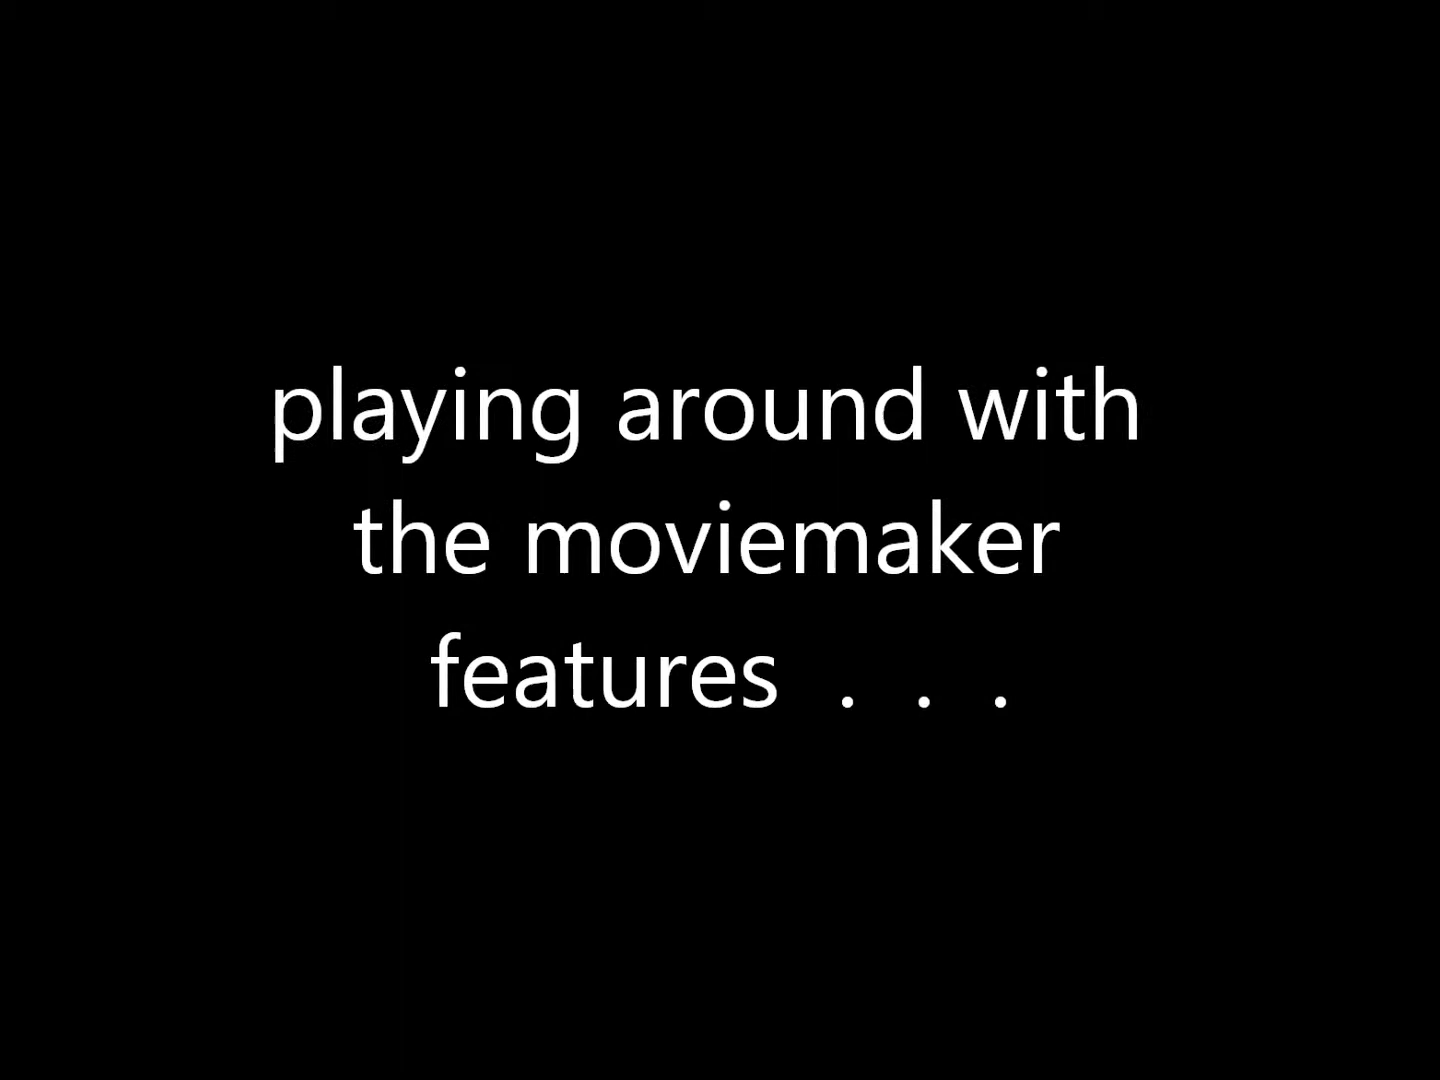 playing around with
the moviemaker
features . . .